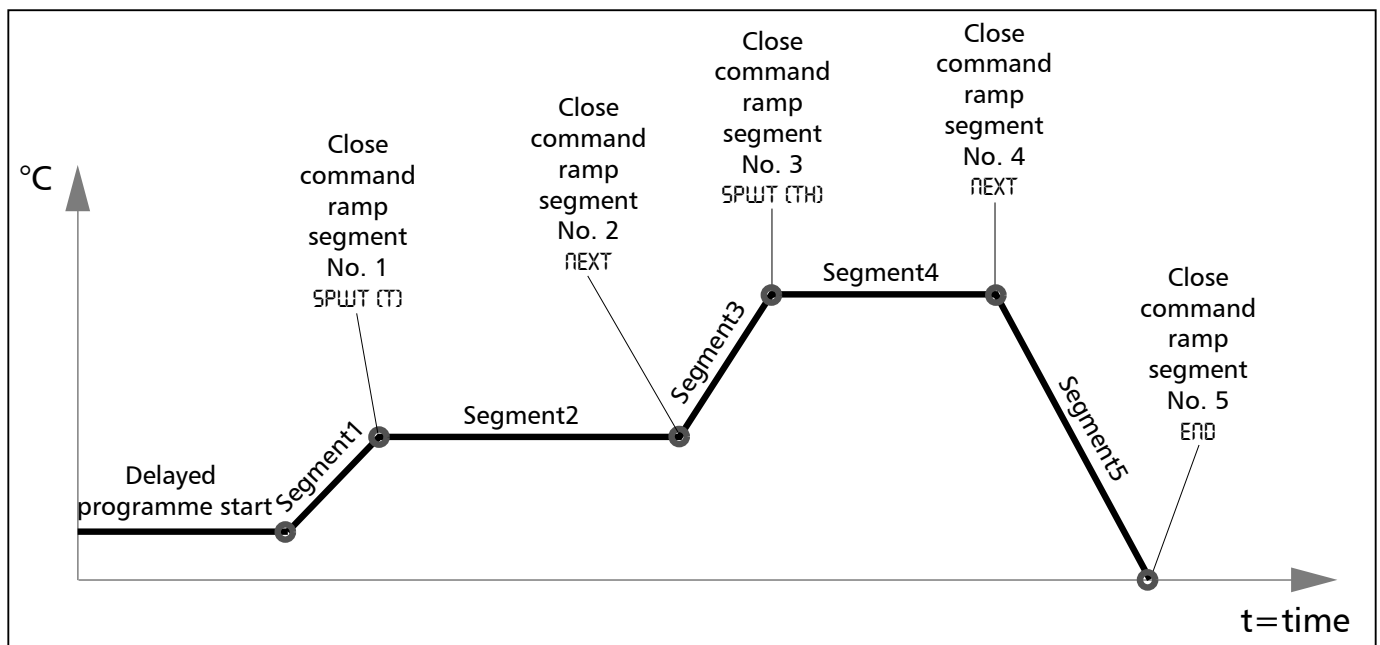 °C
Delayed
programme start
Segment1
Close
command
ramp
segment
No. 1
SPWT (T)
Segment2
Close
command
ramp
segment
No. 2
NEXT
Segment3
Close
command
ramp
segment
No. 3
SPWT (TH)
Segment4
Close
command
ramp
segment
No. 4
NEXT
Segment5
Close
command
ramp
segment
No. 5
END
t=time